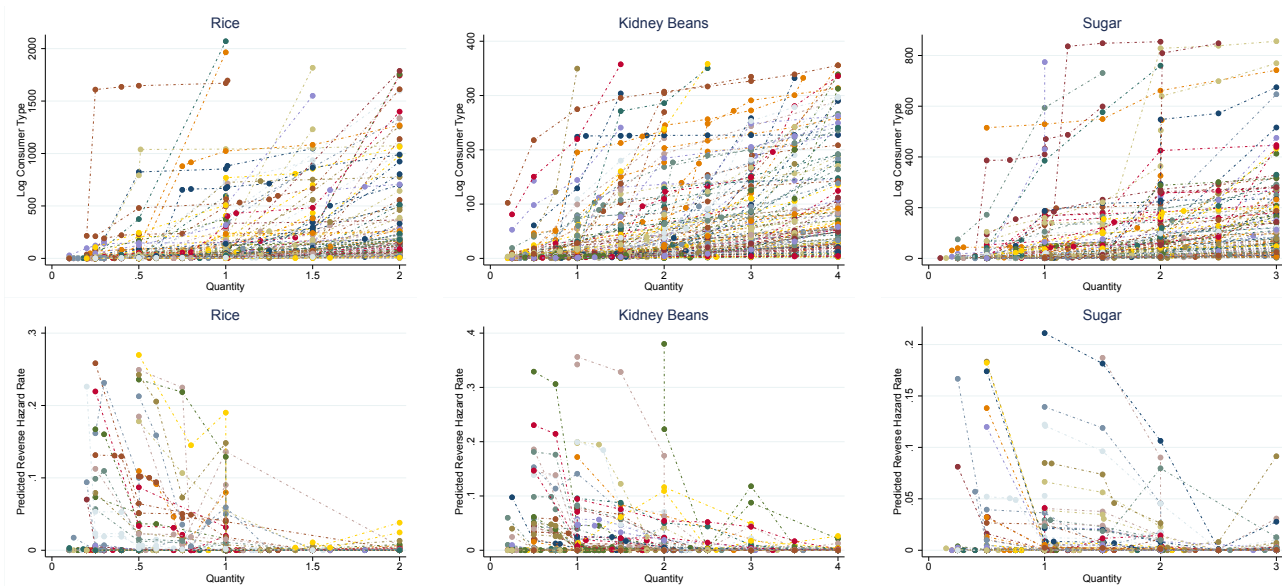 Rice
Log Consumer Type
2000
1500
1000
500
0
0 .5 1 1.5 2
Quantity
Kidney Beans
Log Consumer Type
400
300
200
100
0
0 1 2 3 4
Quantity
Sugar
Log Consumer Type
800
600
400
200
0
0 1 2 3
Quantity
Rice
Predicted Reverse Hazard Rate
.3
.2
.1
0
0 .5 1 1.5 2
Quantity
Kidney Beans
Predicted Reverse Hazard Rate
.4
.3
.2
.1
0
0 1 2 3 4
Quantity
Sugar
Predicted Reverse Hazard Rate
.2
.15
.1
.05
0
0 1 2 3
Quantity